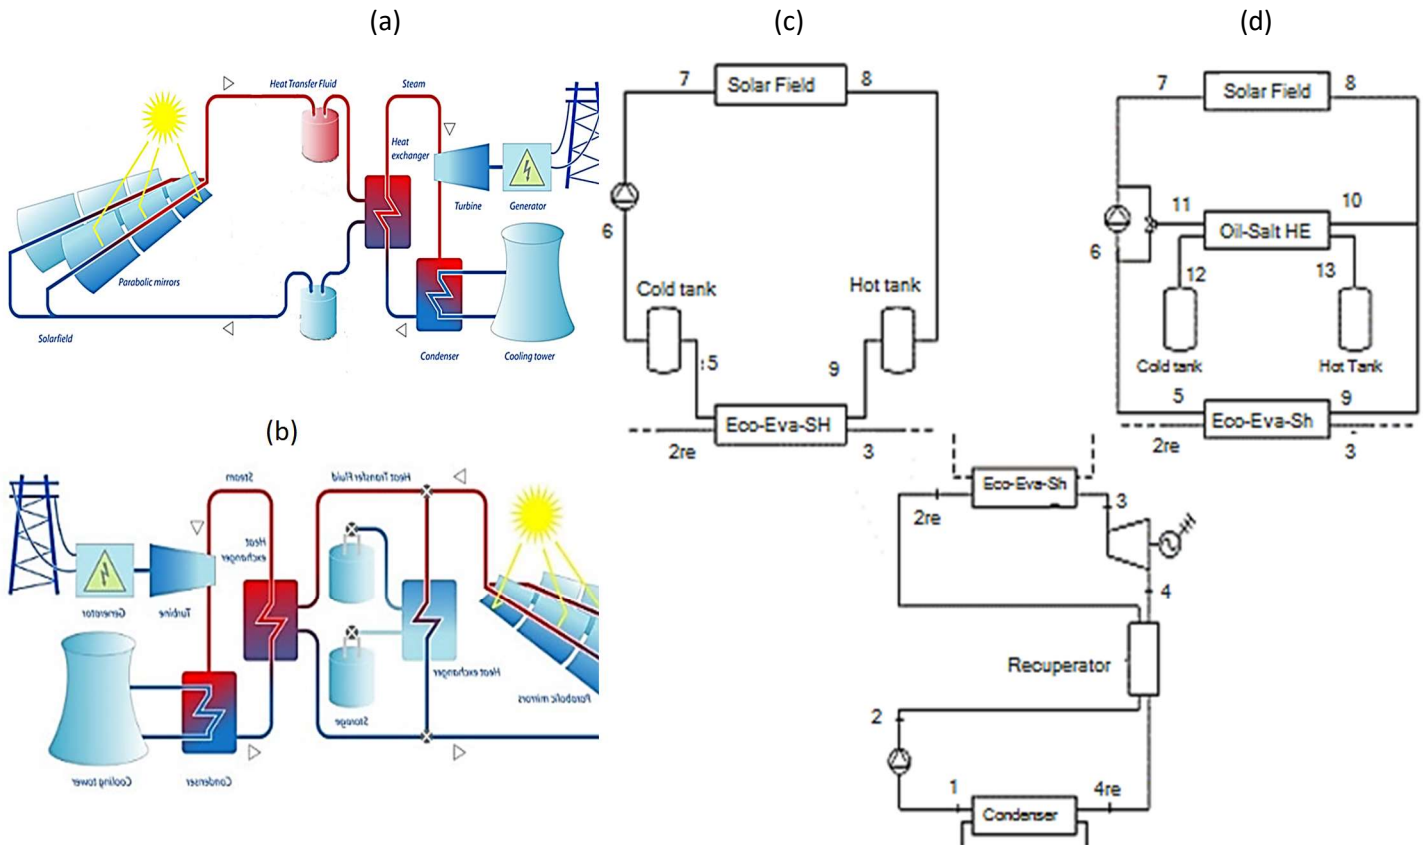 (a)
Heat Transfer Fluid
Steam
Heat
exchanger
Turbine
Generator
Parabolic mirrors
Solarfield
Condenser
Cooling tower
(b)
Steam
Heat Transfer Fluid
Heat
exchanger
Generator
Turbine
Heat exchanger
Parabolic mirrors
Storage
Cooling tower
Condenser
(c)
7
Solar Field
8
6
Cold tank
Hot tank
5
9
Eco-Eva-SH
2re
3
(d)
7
Solar Field
8
11
10
Oil-Salt HE
6
12
13
Cold tank
Hot Tank
5
9
Eco-Eva-Sh
2re
3
Eco-Eva-Sh
2re
3
4
Recuperator
2
1
4re
Condenser